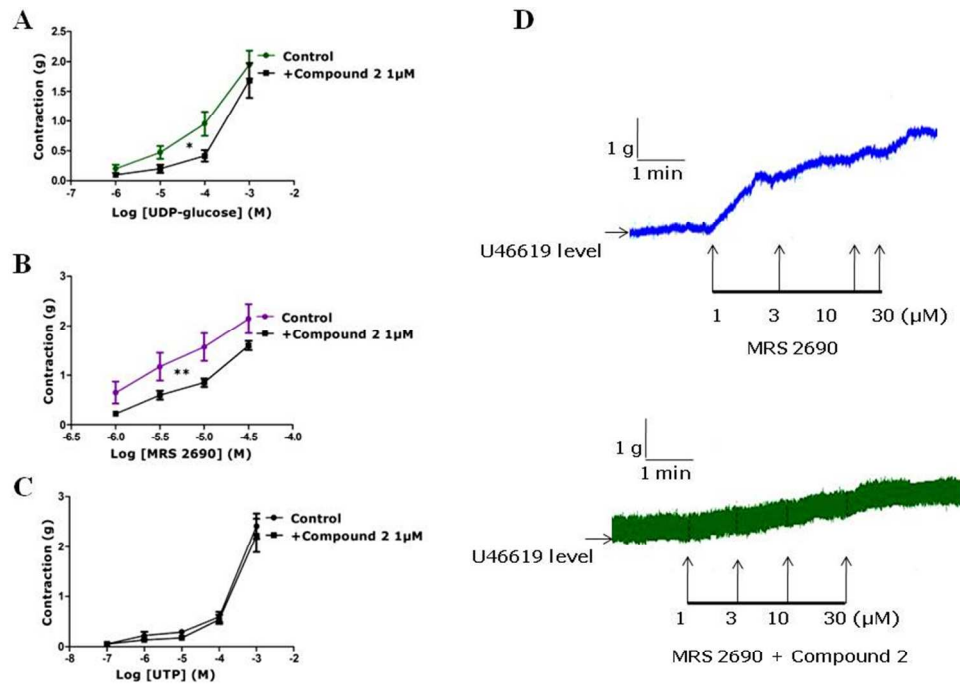 A
2.5
2.0
1.5
1.0
0.5
0.0
Contraction (g)
Control
+Compound 2 1µM
*
-7 -6 -5 -4 -3 -2
Log [UDP-glucose] (M)
B
3
2
1
0
Contraction (g)
Control
+Compound 2 1µM
**
-6.5 -6.0 -5.5 -5.0 -4.5 -4.0
Log [MRS 2690] (M)
C
3
2
1
0
Contraction (g)
Control
+Compound 2 1µM
-8 -7 -6 -5 -4 -3 -2
Log [UTP] (M)
D
1 g
1 min
U46619 level
1 3 10 30 (µM)
MRS 2690
1 g
1 min
U46619 level
1 3 10 30 (µM)
MRS 2690 + Compound 2